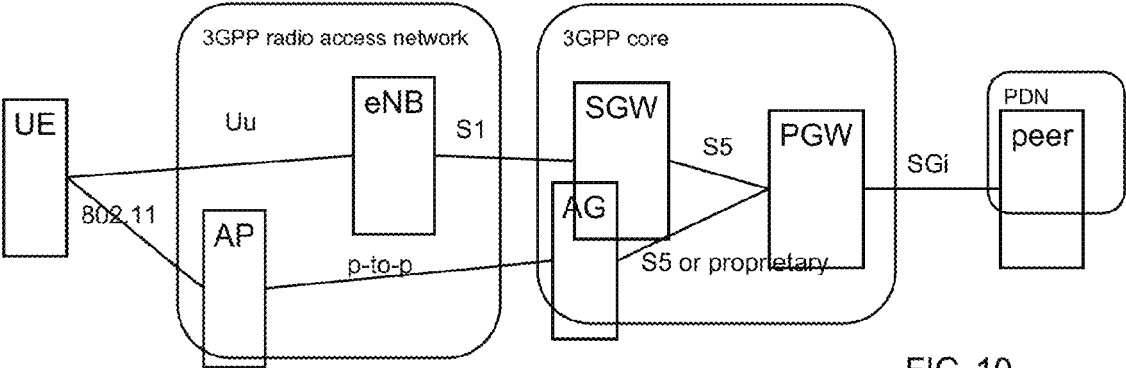 3GPP radio access network
3GPP core
PDN
UE
Uu
eNB
S1
SGW
S5
PGW
SGi
peer
802.11
AP
p-to-p
AG
S5 or proprietary
FIG. 10